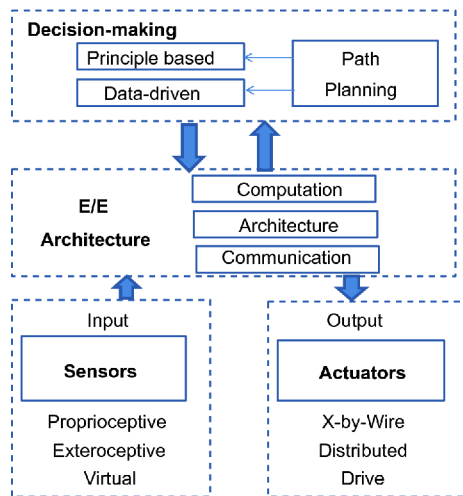 Decision-making
Principle based
Data-driven
Path
Planning
E/E
Architecture
Computation
Architecture
Communication
Input
Sensors
Proprioceptive
Exteroceptive
Virtual
Output
Actuators
X-by-Wire
Distributed
Drive